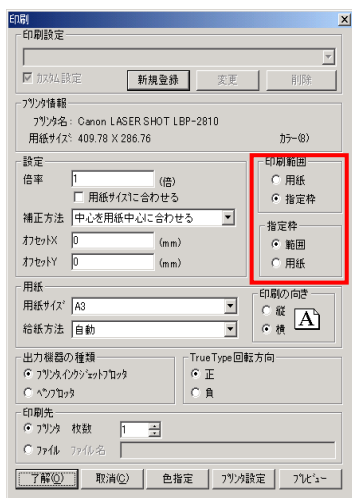 印刷
印刷設定
カスタム設定 新規登録 変更 削除
プリンタ情報
プリンタ名： Canon LASER SHOT LBP-2810
用紙サイズ： 409.78 X 286.76 カラー(8)
設定
倍率 1 (倍)
用紙サイズに合わせる
補正方法 中心を用紙中心に合わせる
オフセットX 0 (mm)
オフセットY 0 (mm)
印刷範囲
用紙
指定枠
指定枠
範囲
用紙
用紙
用紙サイズ A3
給紙方法 自動
印刷の向き
縦
横 A
出力機器の種類
プリンタ,インクジェットプロッタ
ペンプロッタ
TrueType回転方向
正
負
印刷先
プリンタ 枚数 1
ファイル ファイル名
了解(O) 取消(C) 色指定 プリンタ設定 プレビュー